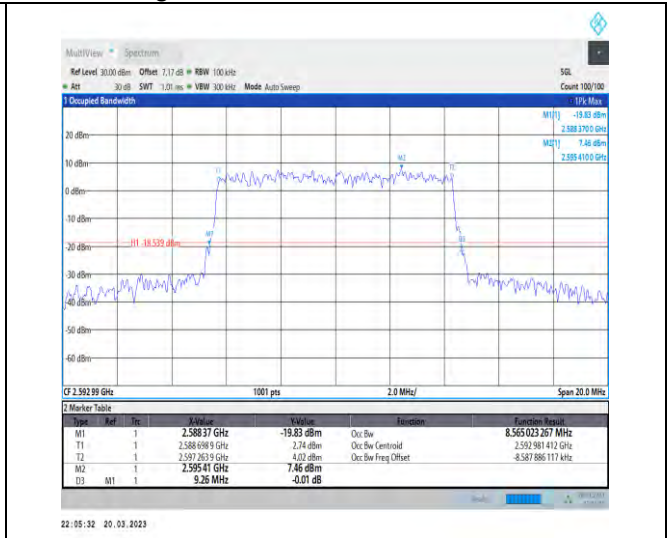 MultiView Spectrum
Ref Level 30.00 dBm Offset 7.17 dB RBW 100 kHz SGL
Att 30 dB SWT 1.01 ms VBW 300 kHz Mode Auto Sweep Count 100/100
1 Occupied Bandwidth 1Pk Max
M1[1] -19.83 dBm
2.588 3700 GHz
M2[1] 7.46 dBm
2.595 4100 GHz
20 dBm
10 dBm
0 dBm
-10 dBm
-20 dBm
-30 dBm
-40 dBm
-50 dBm
-60 dBm
T1
M2
T2
M1
D3
H1 -18.539 dBm
CF 2.592 99 GHz 1001 pts 2.0 MHz/ Span 20.0 MHz
2 Marker Table
Type Ref Trc X-Value Y-Value Function Function Result
M1 1 2.588 37 GHz -19.83 dBm Occ Bw 8.565 023 267 MHz
T1 1 2.588 698 9 GHz 2.74 dBm Occ Bw Centroid 2.592 981 412 GHz
T2 1 2.597 263 9 GHz 4.02 dBm Occ Bw Freq Offset -8.587 886 117 kHz
M2 1 2.595 41 GHz 7.46 dBm
D3 M1 1 9.26 MHz -0.01 dB
22:05:32 20.03.2023